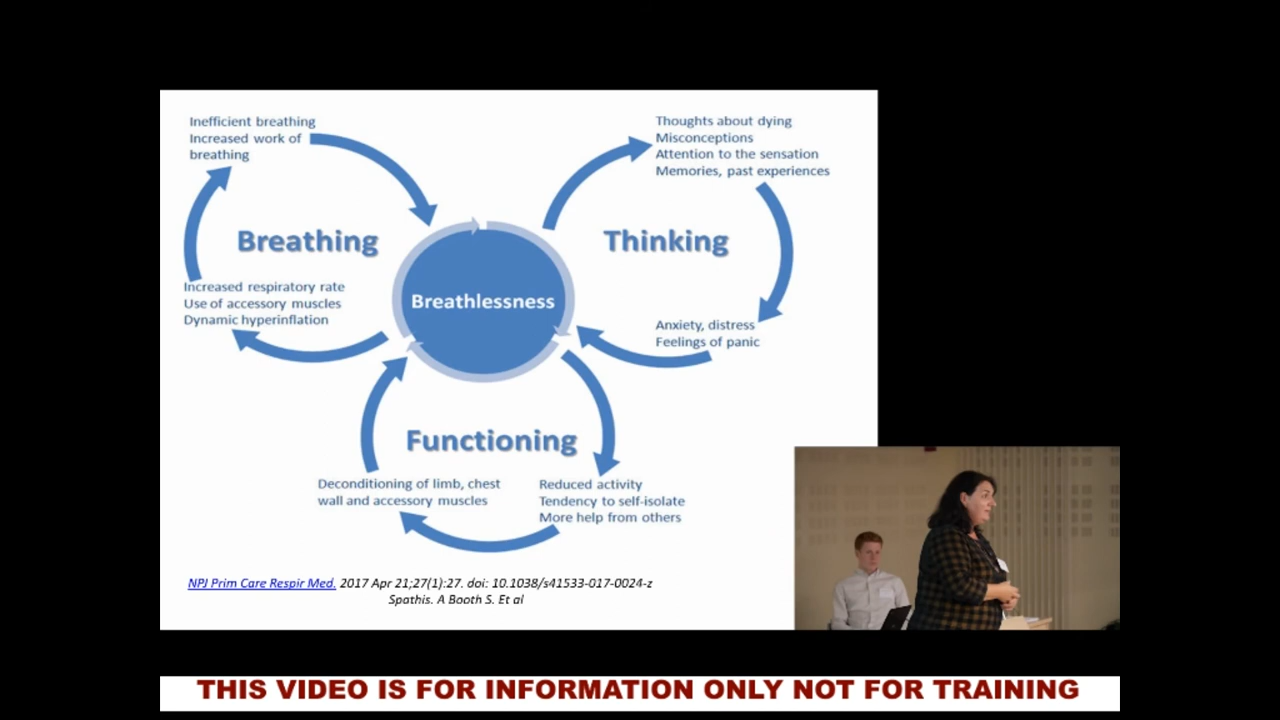 Inefficient breathing
Increased work of
breathing
Thoughts about dying
Misconceptions
Attention to the sensation
Memories, past experiences
Breathing
Thinking
Increased respiratory rate
Use of accessory muscles
Dynamic hyperinflation
Breathlessness
Anxiety, distress
Feelings of panic
Functioning
Deconditioning of limb, chest
wall and accessory muscles
Reduced activity
Tendency to self-isolate
More help from others
NPJ Prim Care Respir Med. 2017 Apr 21;27(1):27. doi: 10.1038/s41533-017-0024-z
Spathis. A Booth S. Et al
THIS VIDEO IS FOR INFORMATION ONLY NOT FOR TRAINING